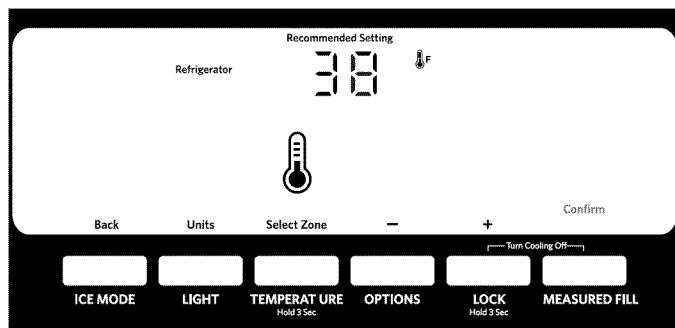 Recommended Setting
Refrigerator 38 F
Back Units Select Zone − + Confirm
Turn Cooling Off
ICE MODE LIGHT TEMPERAT URE OPTIONS LOCK MEASURED FILL
Hold 3 Sec Hold 3 Sec